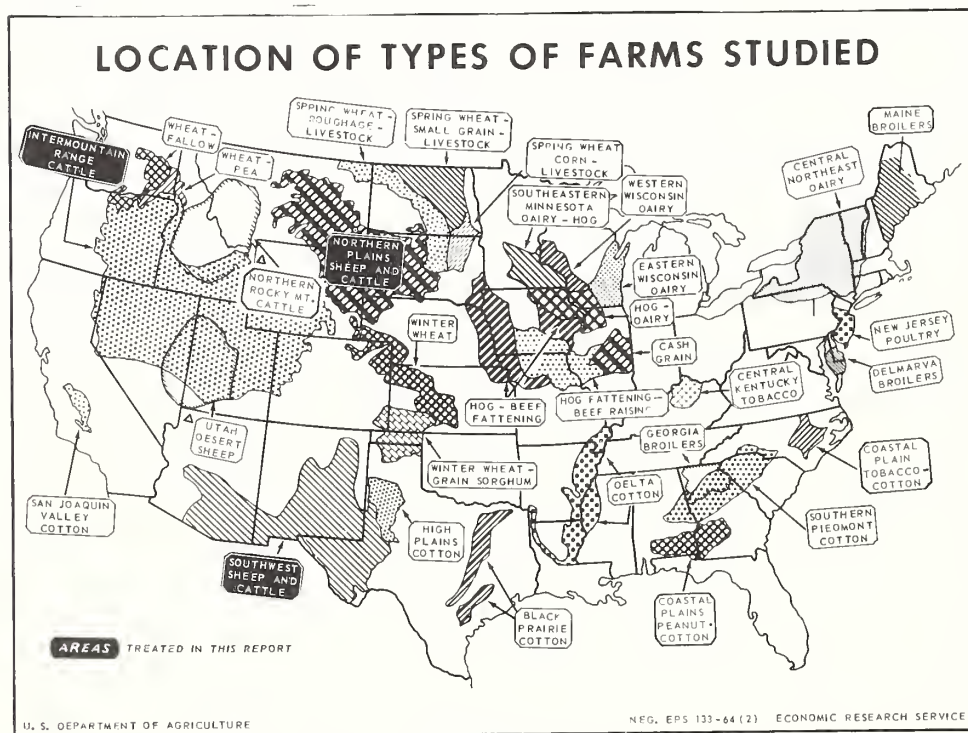 LOCATION OF TYPES OF FARMS STUDIED
INTERMOUNTAIN
RANGE
CATTLE
WHEAT-
FALLOW
WHEAT-
PEA
SPRING WHEAT-
ROUGHAGE-
LIVESTOCK
SPRING WHEAT-
SMALL GRAIN-
LIVESTOCK
SPRING WHEAT
CORN-
LIVESTOCK
SOUTHEASTERN
MINNESOTA
DAIRY-HOG
WESTERN
WISCONSIN
DAIRY
CENTRAL
NORTHEAST
DAIRY
MAINE
BROILERS
NORTHERN
PLAINS
SHEEP AND
CATTLE
NORTHERN
ROCKY MT.
CATTLE
EASTERN
WISCONSIN
DAIRY
HOG-
DAIRY
WINTER
WHEAT
CASH
GRAIN
NEW JERSEY
POULTRY
DELMARVA
BROILERS
CENTRAL
KENTUCKY
TOBACCO
HOG-BEEF
FATTENING
HOG FATTENING-
BEEF RAISING
UTAH
DESERT
SHEEP
GEORGIA
BROILERS
WINTER WHEAT-
GRAIN SORGHUM
DELTA
COTTON
COASTAL
PLAIN
TOBACCO-
COTTON
SAN JOAQUIN
VALLEY
COTTON
HIGH
PLAINS
COTTON
SOUTHERN
PIEDMONT
COTTON
SOUTHWEST
SHEEP AND
CATTLE
BLACK
PRAIRIE
COTTON
COASTAL
PLAINS
PEANUT-
COTTON
AREAS TREATED IN THIS REPORT
U. S. DEPARTMENT OF AGRICULTURE
NEG. EPS 133-64(2) ECONOMIC RESEARCH SERVICE